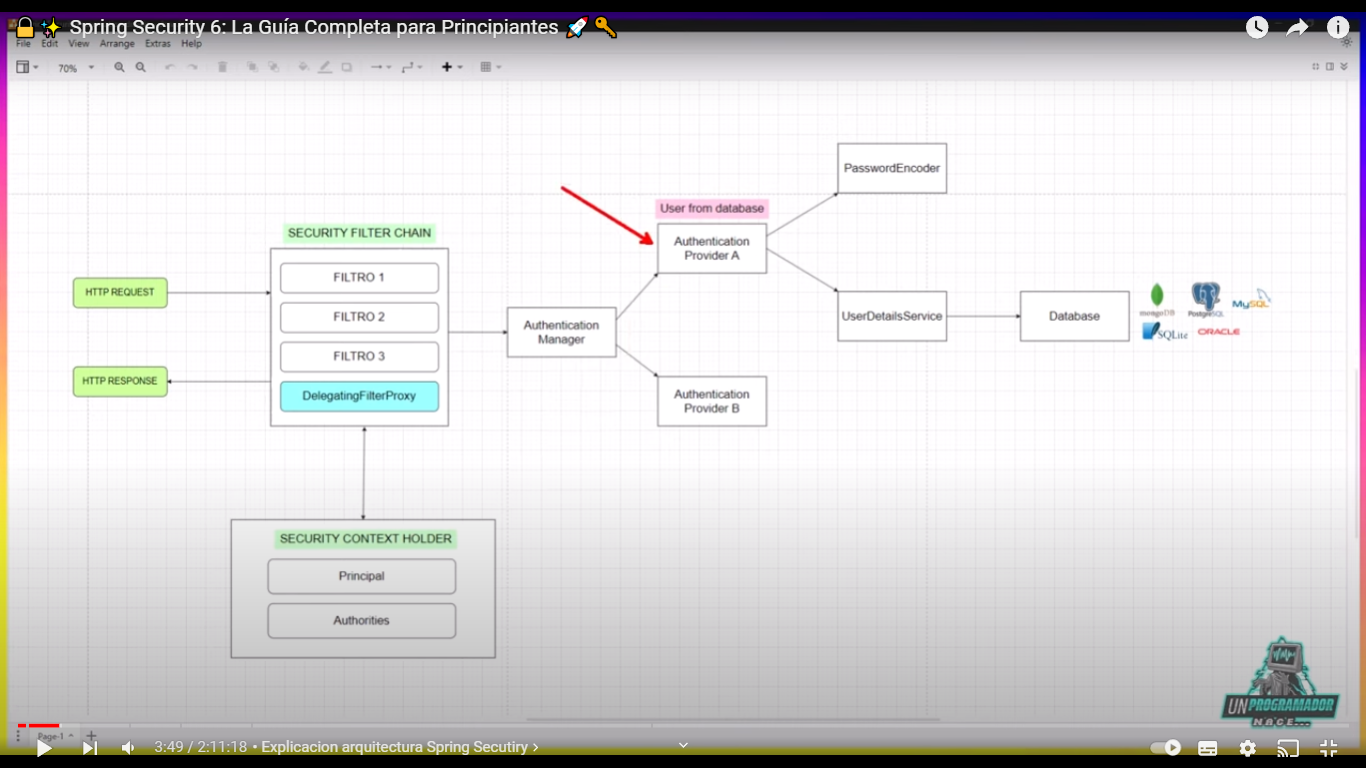 Spring Security 6: La Guía Completa para Principiantes
File Edit View Arrange Extras Help
70%
PasswordEncoder
User from database
SECURITY FILTER CHAIN
Authentication
Provider A
FILTRO 1
HTTP REQUEST
FILTRO 2
Authentication
Manager
UserDetailsService
Database
mongoDB
PostgreSQL
MySQL
SQLite
ORACLE
FILTRO 3
HTTP RESPONSE
DelegatingFilterProxy
Authentication
Provider B
SECURITY CONTEXT HOLDER
Principal
Authorities
UNPROGRAMADOR
NACE...
Page-1
3:49 / 2:11:18 • Explicacion arquitectura Spring Secutiry